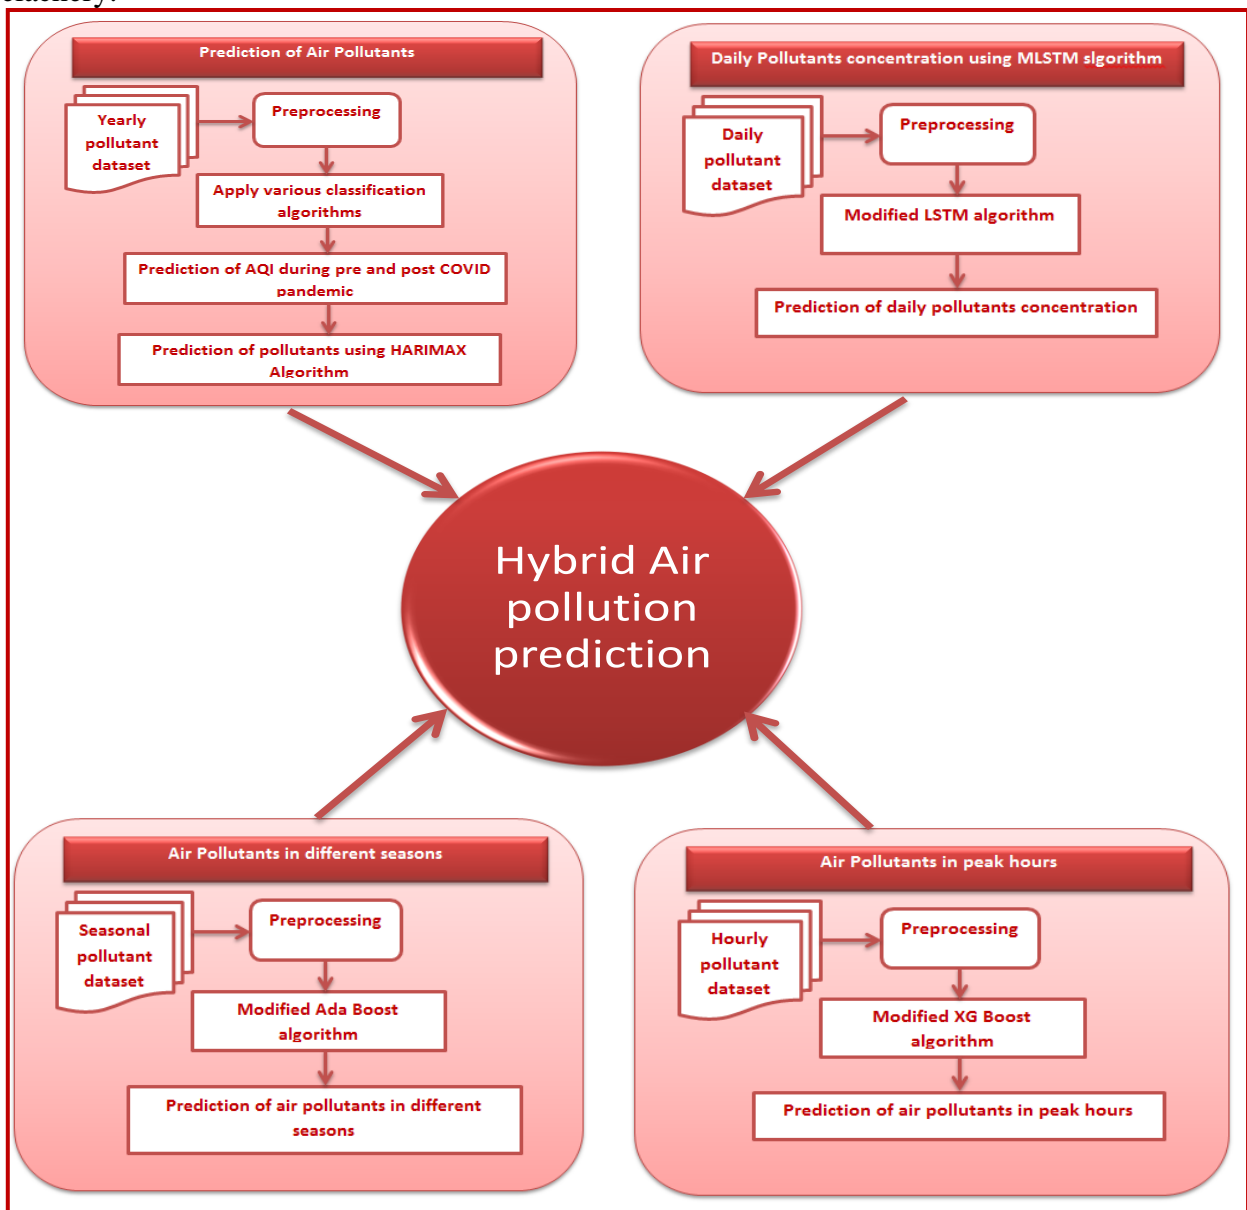 Prediction of Air Pollutants
Yearly
pollutant
dataset
Preprocessing
Apply various classification
algorithms
Prediction of AQI during pre and post COVID
pandemic
Prediction of pollutants using HARIMAX
Algorithm
Daily Pollutants concentration using MLSTM slgorithm
Daily
pollutant
dataset
Preprocessing
Modified LSTM algorithm
Prediction of daily pollutants concentration
Hybrid Air
pollution
prediction
Air Pollutants in different seasons
Seasonal
pollutant
dataset
Preprocessing
Modified Ada Boost
algorithm
Prediction of air pollutants in different
seasons
Air Pollutants in peak hours
Hourly
pollutant
dataset
Preprocessing
Modified XG Boost
algorithm
Prediction of air pollutants in peak hours